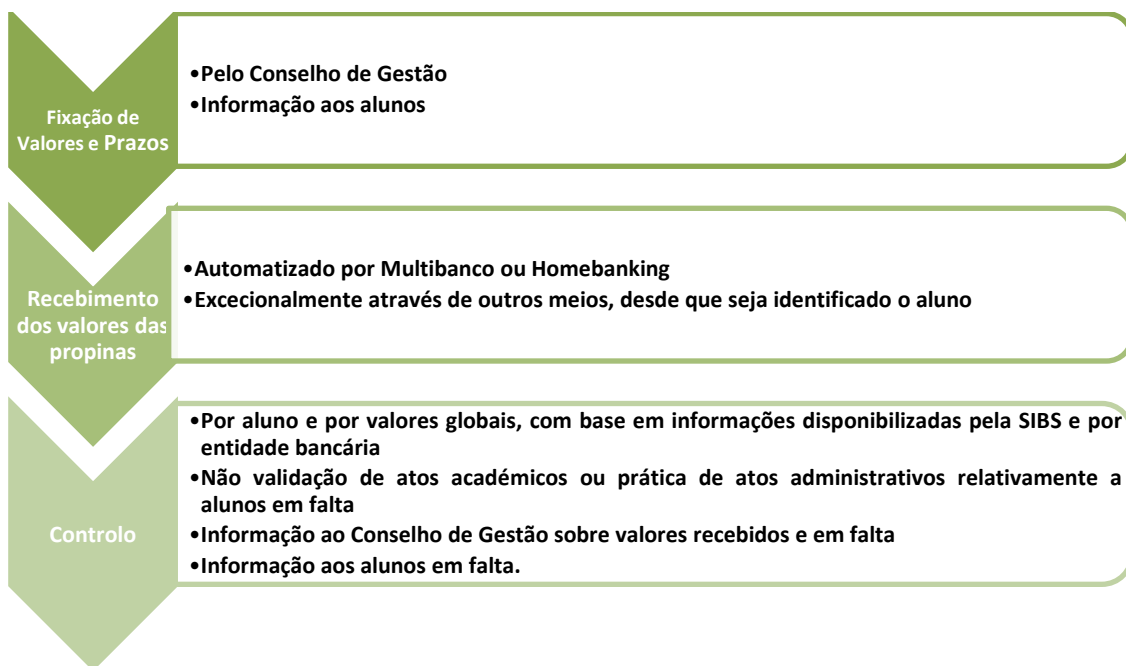 Fixação de
Valores e Prazos
•Pelo Conselho de Gestão
•Informação aos alunos
Recebimento
dos valores das
propinas
•Automatizado por Multibanco ou Homebanking
•Excecionalmente através de outros meios, desde que seja identificado o aluno
Controlo
•Por aluno e por valores globais, com base em informações disponibilizadas pela SIBS e por
entidade bancária
•Não validação de atos académicos ou prática de atos administrativos relativamente a
alunos em falta
•Informação ao Conselho de Gestão sobre valores recebidos e em falta
•Informação aos alunos em falta.